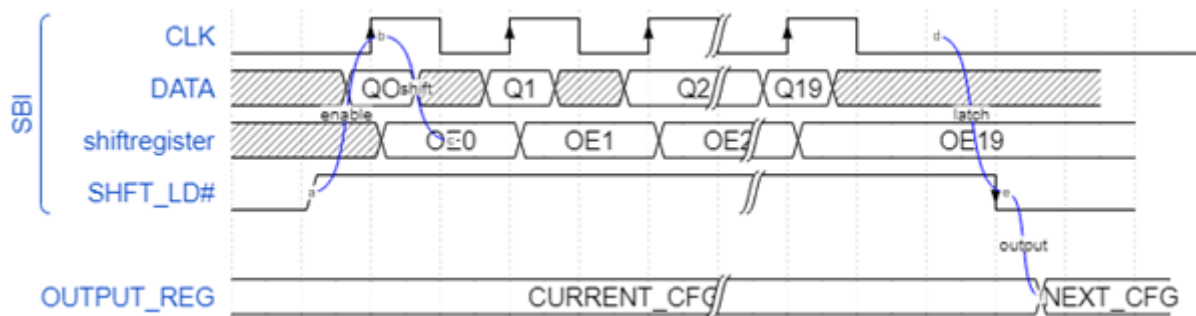 SBI
CLK b d
DATA QO shift Q1 Q2 Q19
enable latch
shiftregister OE0 OE1 OE2 OE19
SHFT_LD# a e
output
OUTPUT_REG CURRENT_CFG NEXT_CFG